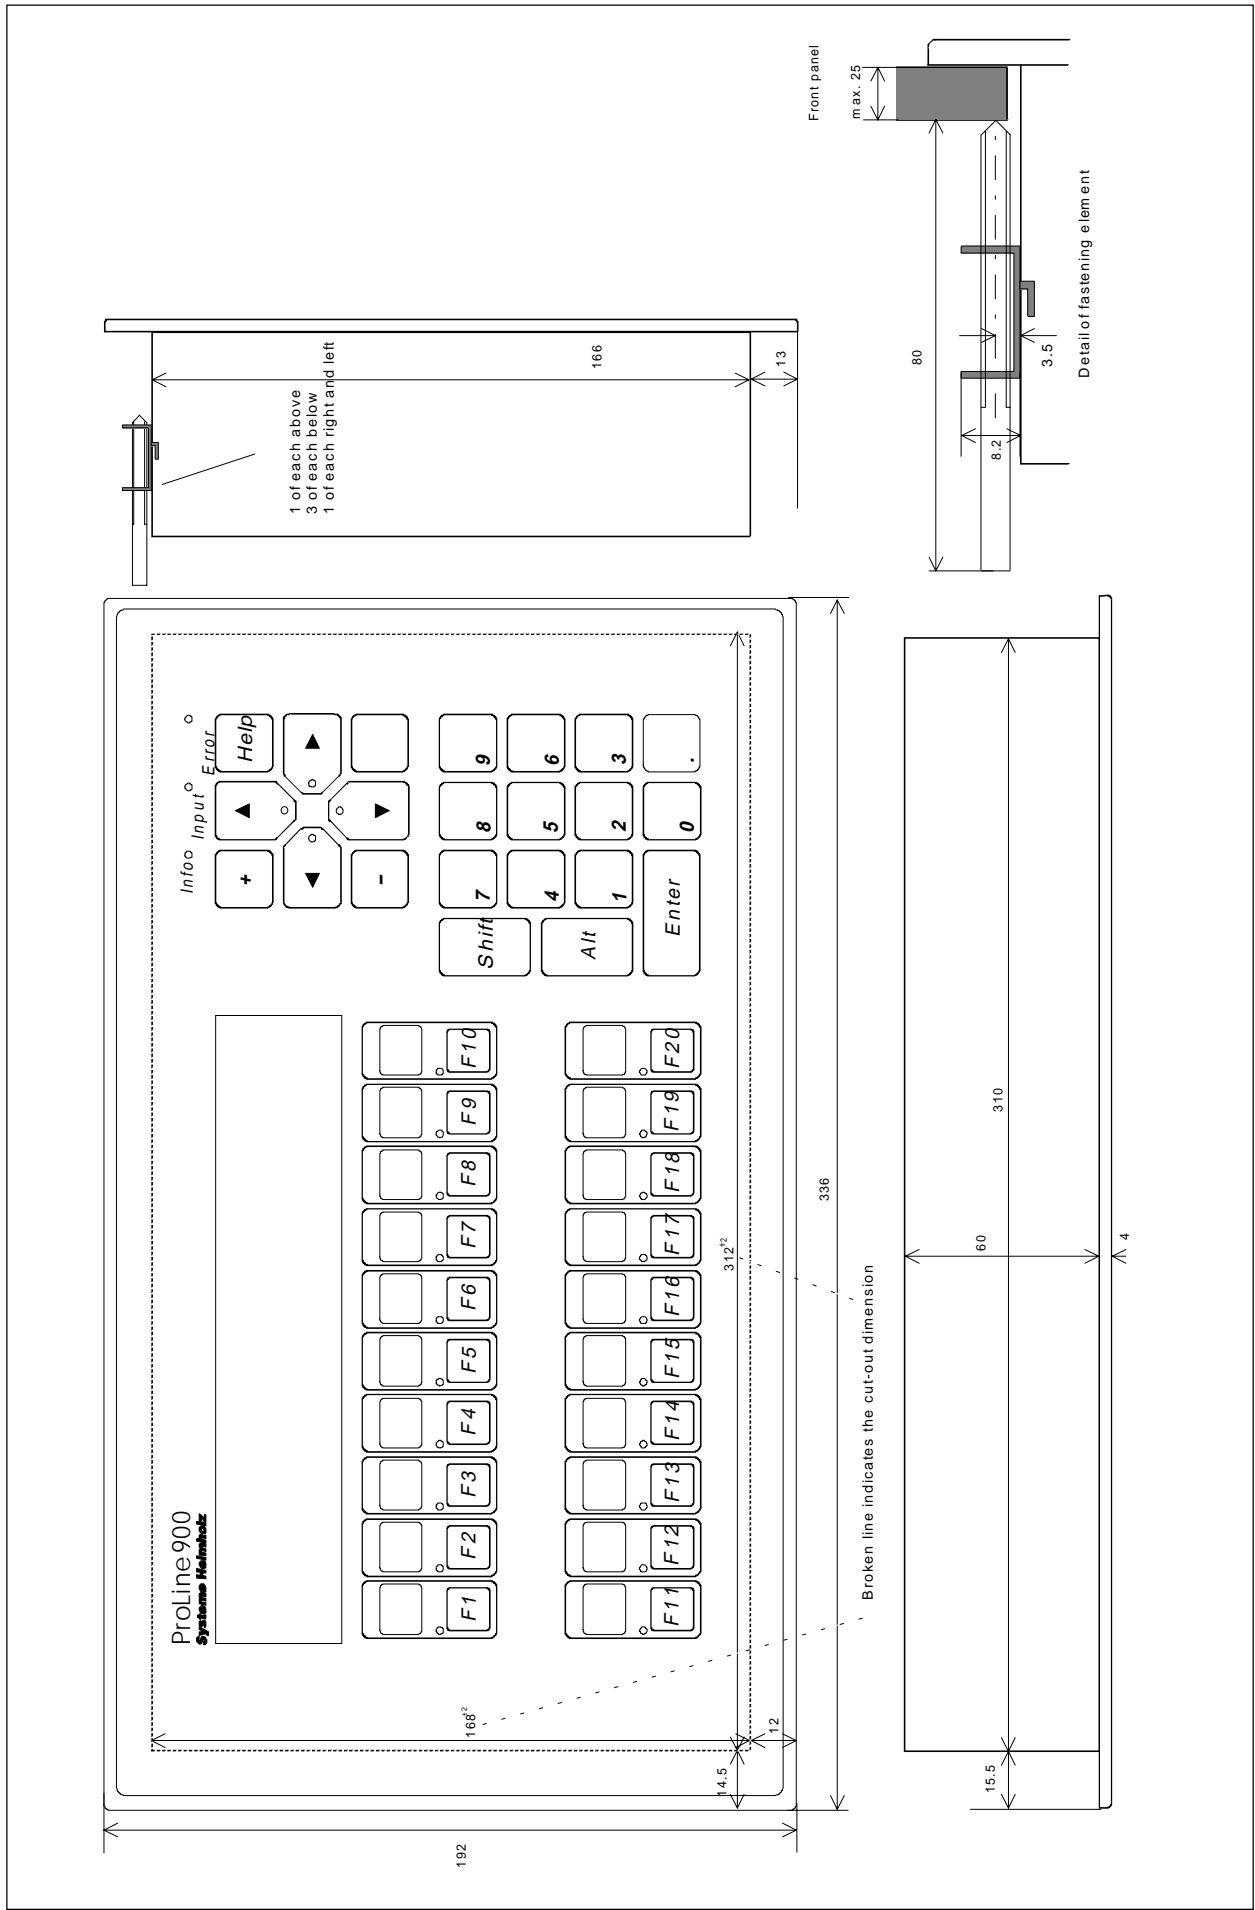 ProLine 900
Systeme Helmholz
Info
Input
Error
+
▲
Help
◄
►
-
▼
F1
F2
F3
F4
F5
F6
F7
F8
F9
F10
F11
F12
F13
F14
F15
F16
F17
F18
F19
F20
Shift
7
8
9
Alt
4
5
6
1
2
3
Enter
0
.
192
168+2
12
14.5
312+2
336
Broken line indicates the cut-out dimension
1 of each above
3 of each below
1 of each right and left
166
13
15.5
310
60
4
Front panel
max. 25
80
8.2
3.5
Detail of fastening element